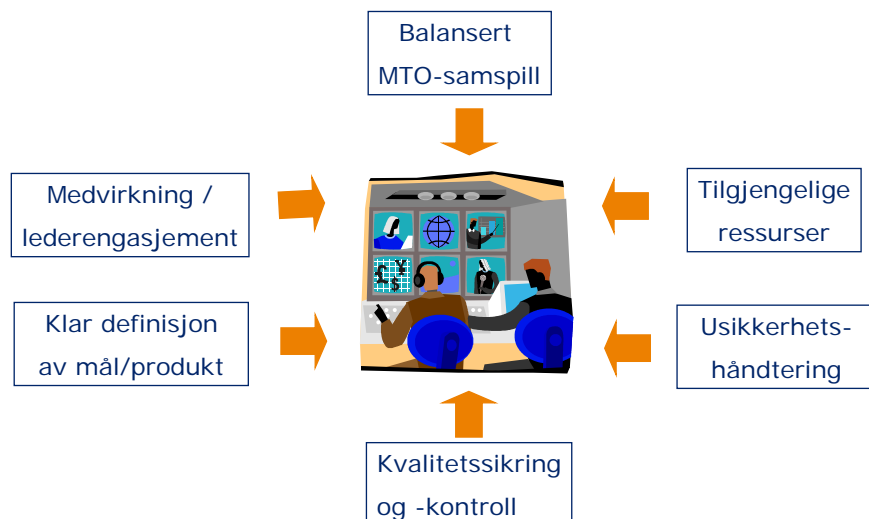 Balansert
MTO-samspill
Medvirkning /
lederengasjement
Tilgjengelige
ressurser
Klar definisjon
av mål/produkt
Usikkerhets-
håndtering
Kvalitetssikring
og -kontroll
£ ¥
$